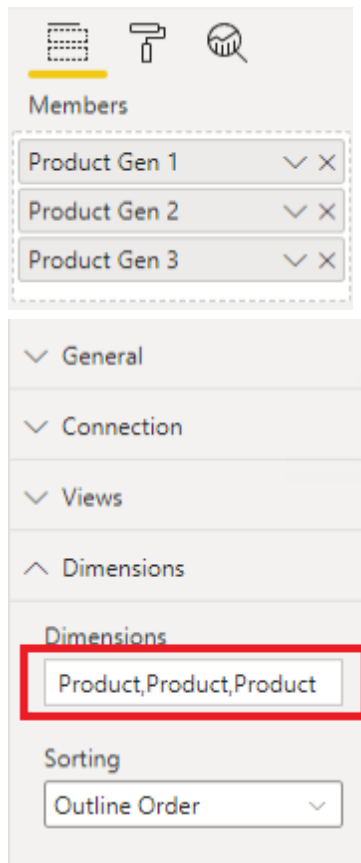 Members
Product Gen 1
Product Gen 2
Product Gen 3
General
Connection
Views
Dimensions
Dimensions
Product,Product,Product
Sorting
Outline Order